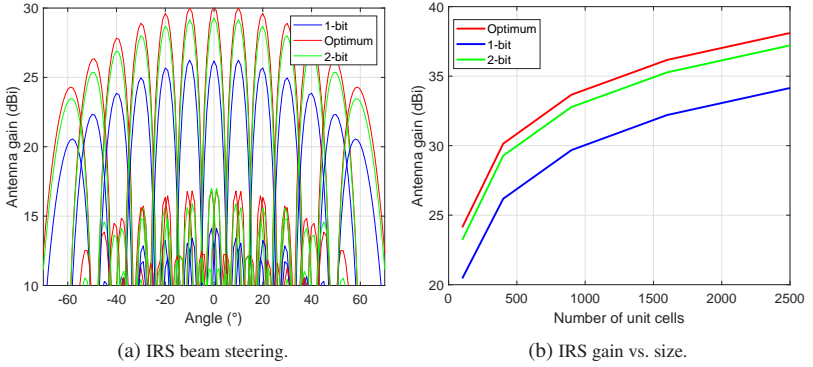 30
25
20
15
10
Antenna gain (dBi)
-60
-40
-20
0
20
40
60
Angle (°)
1-bit
Optimum
2-bit
(a) IRS beam steering.
40
35
30
25
20
Antenna gain (dBi)
0
500
1000
1500
2000
2500
Number of unit cells
Optimum
1-bit
2-bit
(b) IRS gain vs. size.